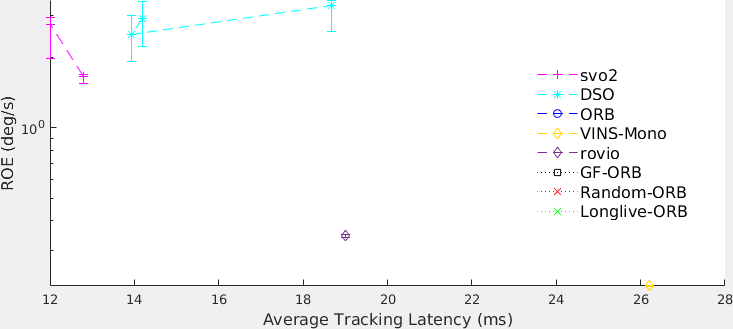 svo2
DSO
ORB
VINS-Mono
rovio
GF-ORB
Random-ORB
Longlive-ORB
ROE (deg/s)
10^0
12 14 16 18 20 22 24 26 28
Average Tracking Latency (ms)